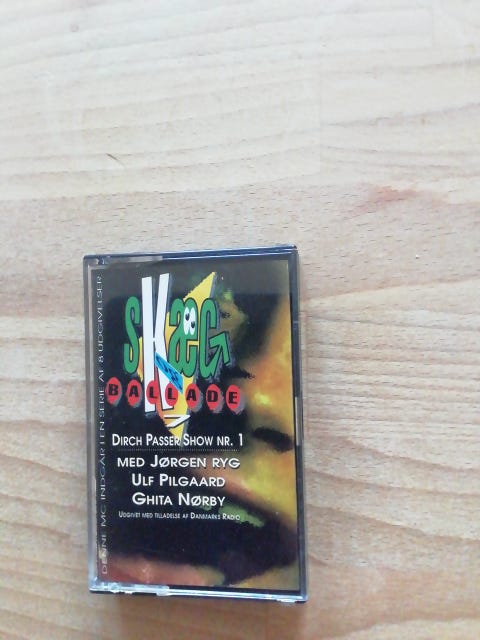 SKÆG
BALLADE
DIRCH PASSER SHOW NR. 1
MED JØRGEN RYG
ULF PILGAARD
GHITA NØRBY
UDGIVET MED TILLADELSE AF DANMARKS RADIO
DENNE MC INDGÅR I EN SERIE AF 8 UDGIVELSER